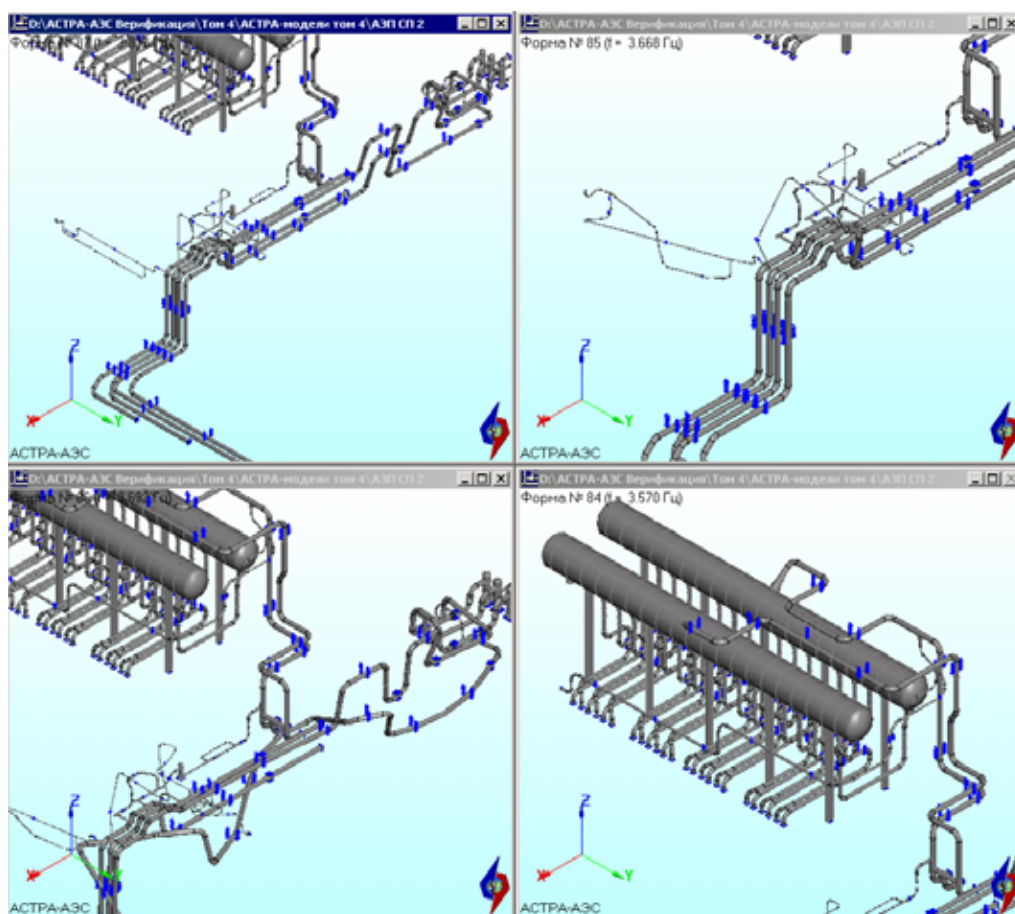 D:\АСТРА-АЭС Верификация\Том 4\АСТРА-модели том 4\АЭП СП 2
Z
X
Y
АСТРА-АЭС
D:\АСТРА-АЭС Верификация\Том 4\АСТРА-модели том 4\АЭП СП 2
Форма № 85 (f = 3.668 Гц)
Z
X
Y
АСТРА-АЭС
D:\АСТРА-АЭС Верификация\Том 4\АСТРА-модели том 4\АЭП СП 2
Z
X
Y
АСТРА-АЭС
D:\АСТРА-АЭС Верификация\Том 4\АСТРА-модели том 4\АЭП СП 2
Форма № 84 (f = 3.570 Гц)
Z
X
Y
АСТРА-АЭС